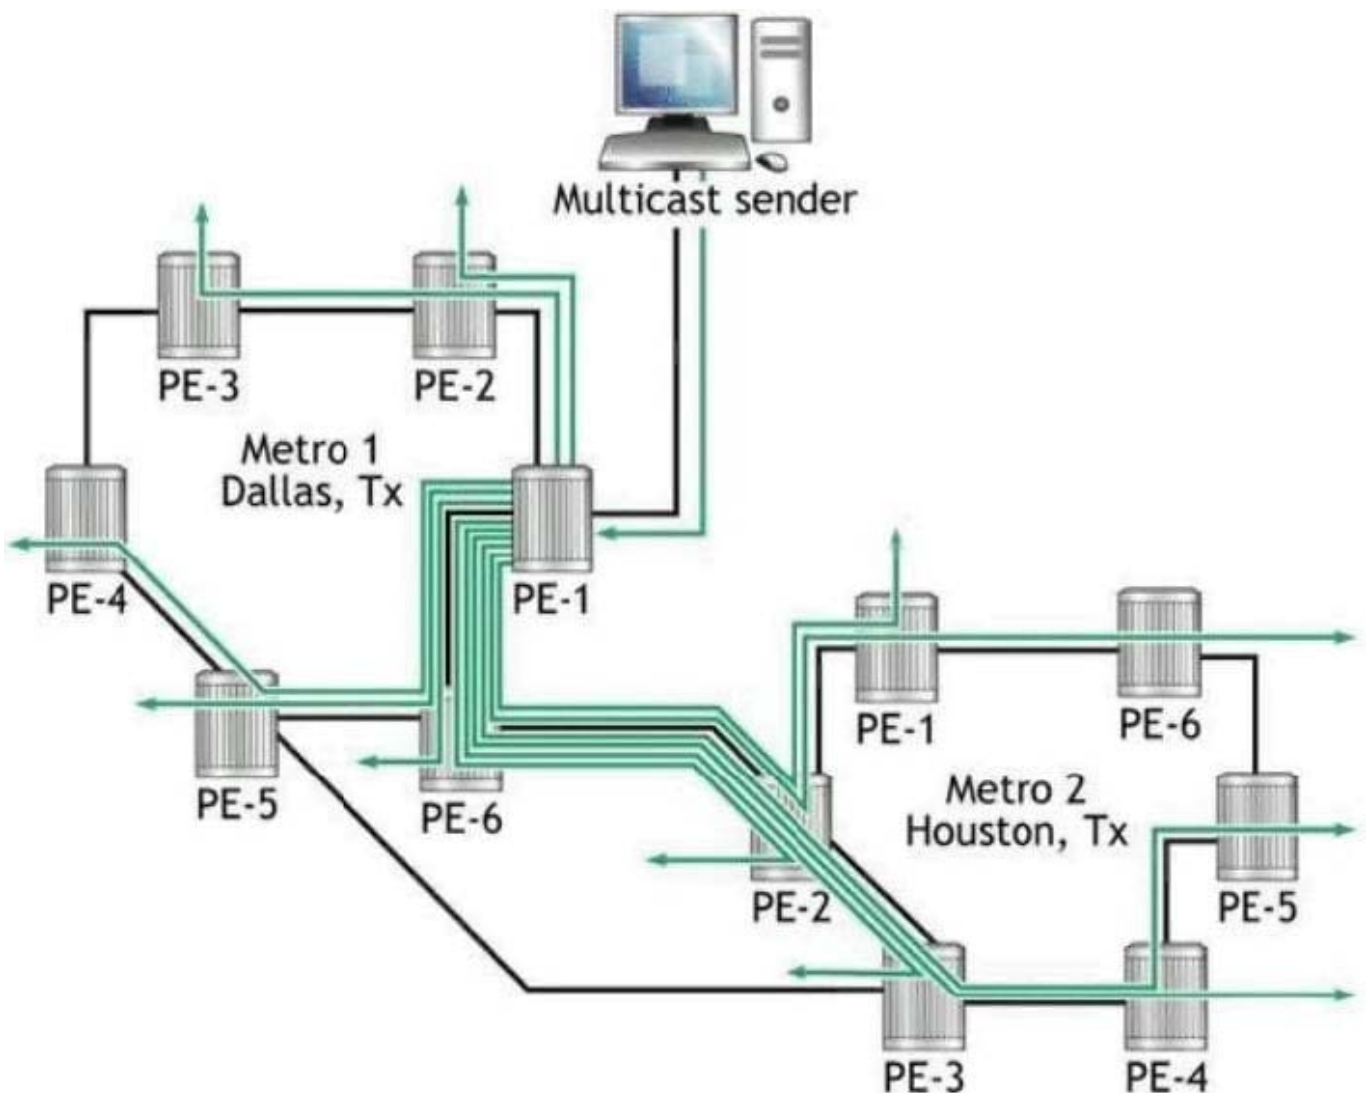 Multicast sender
PE-3
PE-2
Metro 1
Dallas, Tx
PE-4
PE-1
PE-5
PE-6
PE-1
PE-6
Metro 2
Houston, Tx
PE-2
PE-5
PE-3
PE-4